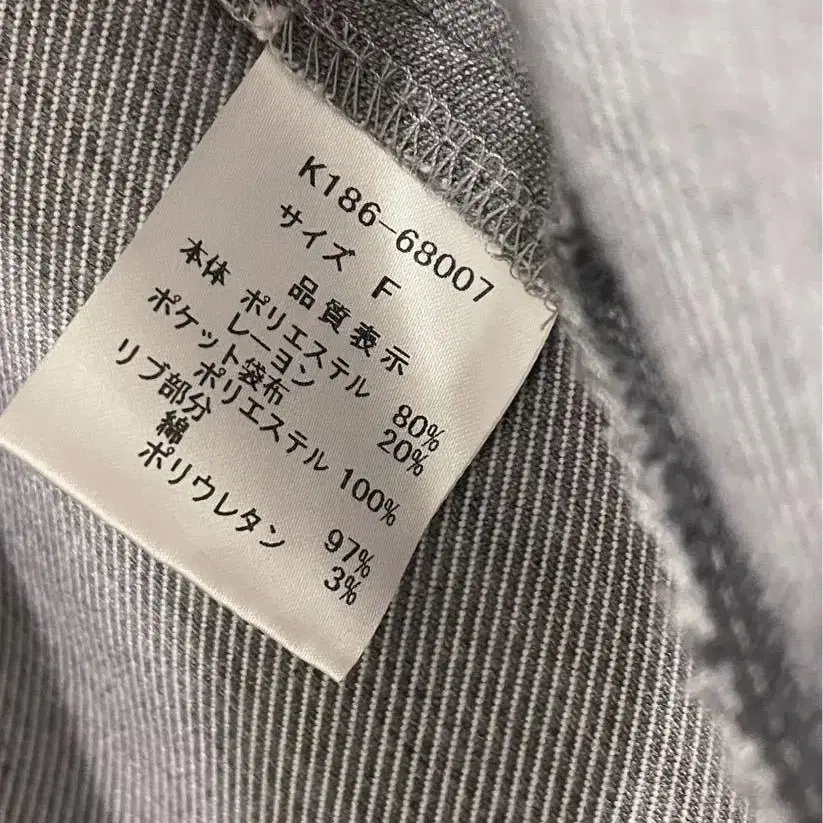 K186-68007
サイズ F
品質表示
本体 ポリエステル 80%
レーヨン 20%
ポケット袋布
ポリエステル 100%
リブ部分
綿 97%
ポリウレタン 3%